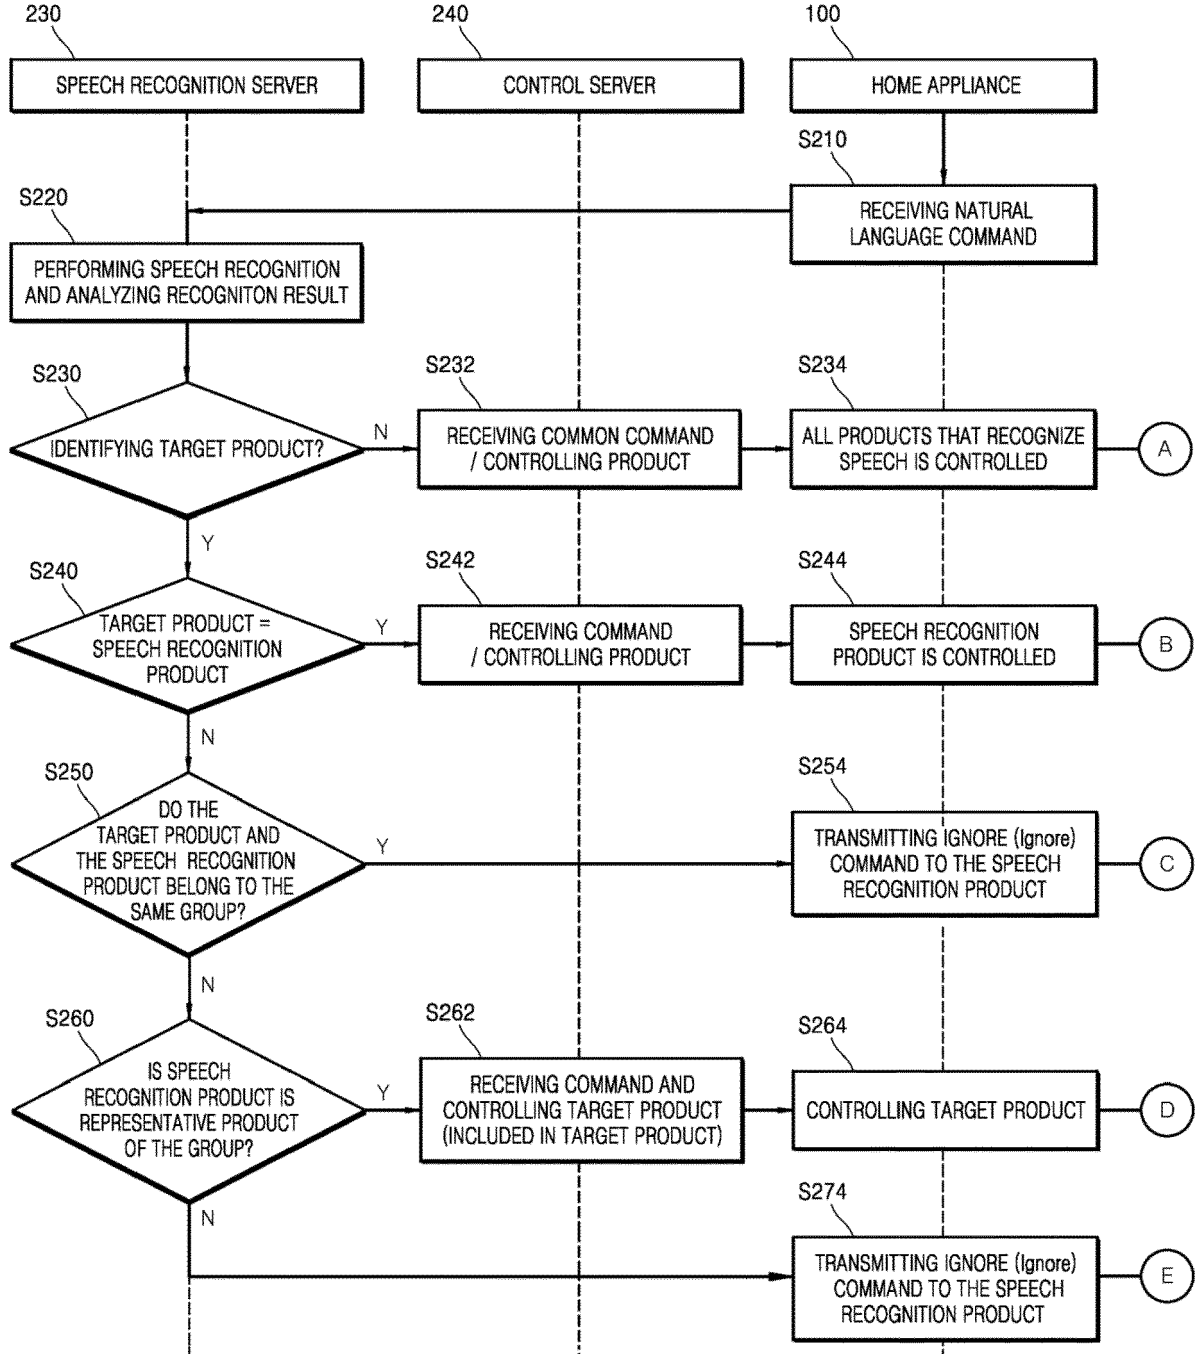 230
240
100
SPEECH RECOGNITION SERVER
CONTROL SERVER
HOME APPLIANCE
S210
RECEIVING NATURAL
LANGUAGE COMMAND
S220
PERFORMING SPEECH RECOGNITION
AND ANALYZING RECOGNITON RESULT
S230
IDENTIFYING TARGET PRODUCT?
N
S232
RECEIVING COMMON COMMAND
/ CONTROLLING PRODUCT
S234
ALL PRODUCTS THAT RECOGNIZE
SPEECH IS CONTROLLED
A
Y
S240
TARGET PRODUCT =
SPEECH RECOGNITION
PRODUCT
Y
S242
RECEIVING COMMAND
/ CONTROLLING PRODUCT
S244
SPEECH RECOGNITION
PRODUCT IS CONTROLLED
B
N
S250
DO THE
TARGET PRODUCT AND
THE SPEECH RECOGNITION
PRODUCT BELONG TO THE
SAME GROUP?
Y
S254
TRANSMITTING IGNORE (Ignore)
COMMAND TO THE SPEECH
RECOGNITION PRODUCT
C
N
S260
IS SPEECH
RECOGNITION PRODUCT IS
REPRESENTATIVE PRODUCT
OF THE GROUP?
Y
S262
RECEIVING COMMAND AND
CONTROLLING TARGET PRODUCT
(INCLUDED IN TARGET PRODUCT)
S264
CONTROLLING TARGET PRODUCT
D
N
S274
TRANSMITTING IGNORE (Ignore)
COMMAND TO THE SPEECH
RECOGNITION PRODUCT
E